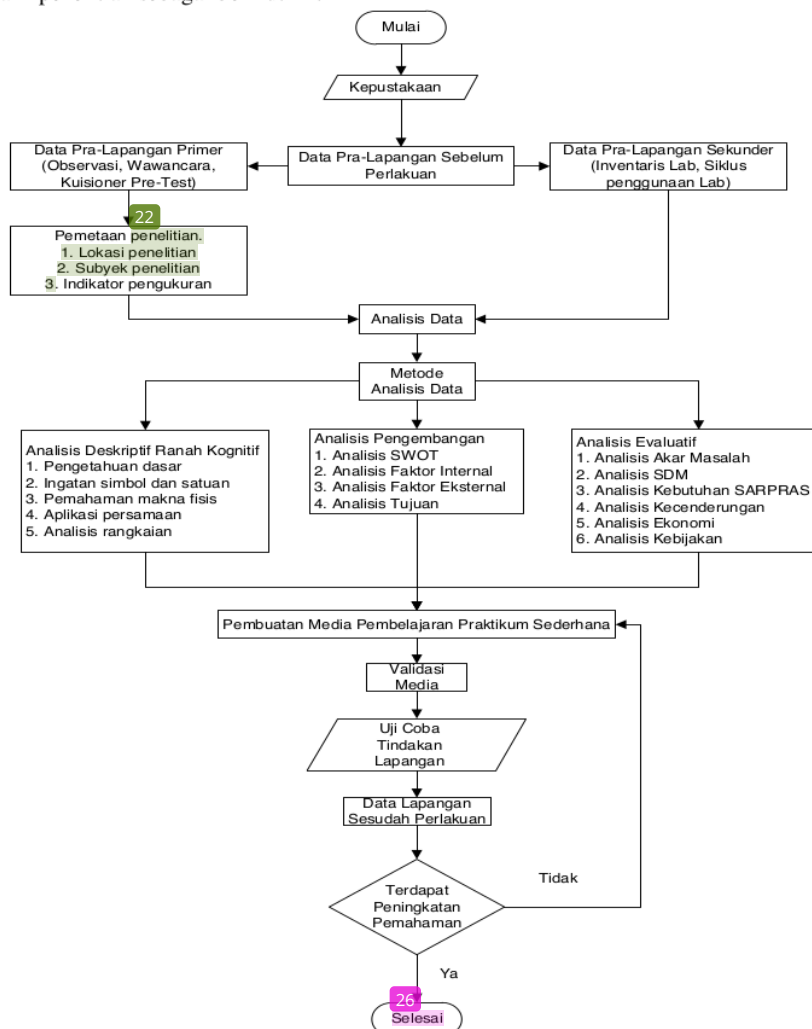 Mulai
Kepustakaan
Data Pra-Lapangan Primer
(Observasi, Wawancara,
Kuisioner Pre-Test)
Data Pra-Lapangan Sebelum
Perlakuan
Data Pra-Lapangan Sekunder
(Inventaris Lab, Siklus
penggunaan Lab)
22
Pemetaan penelitian.
1. Lokasi penelitian
2. Subyek penelitian
3. Indikator pengukuran
Analisis Data
Metode
Analisis Data
Analisis Deskriptif Ranah Kognitif
1. Pengetahuan dasar
2. Ingatan simbol dan satuan
3. Pemahaman makna fisis
4. Aplikasi persamaan
5. Analisis rangkaian
Analisis Pengembangan
1. Analisis SWOT
2. Analisis Faktor Internal
3. Analisis Faktor Eksternal
4. Analisis Tujuan
Analisis Evaluatif
1. Analisis Akar Masalah
2. Analisis SDM
3. Analisis Kebutuhan SARPRAS
4. Analisis Kecenderungan
5. Analisis Ekonomi
6. Analisis Kebijakan
Pembuatan Media Pembelajaran Praktikum Sederhana
Validasi
Media
Uji Coba
Tindakan
Lapangan
Data Lapangan
Sesudah Perlakuan
Terdapat
Peningkatan
Pemahaman
Tidak
Ya
26
Selesai